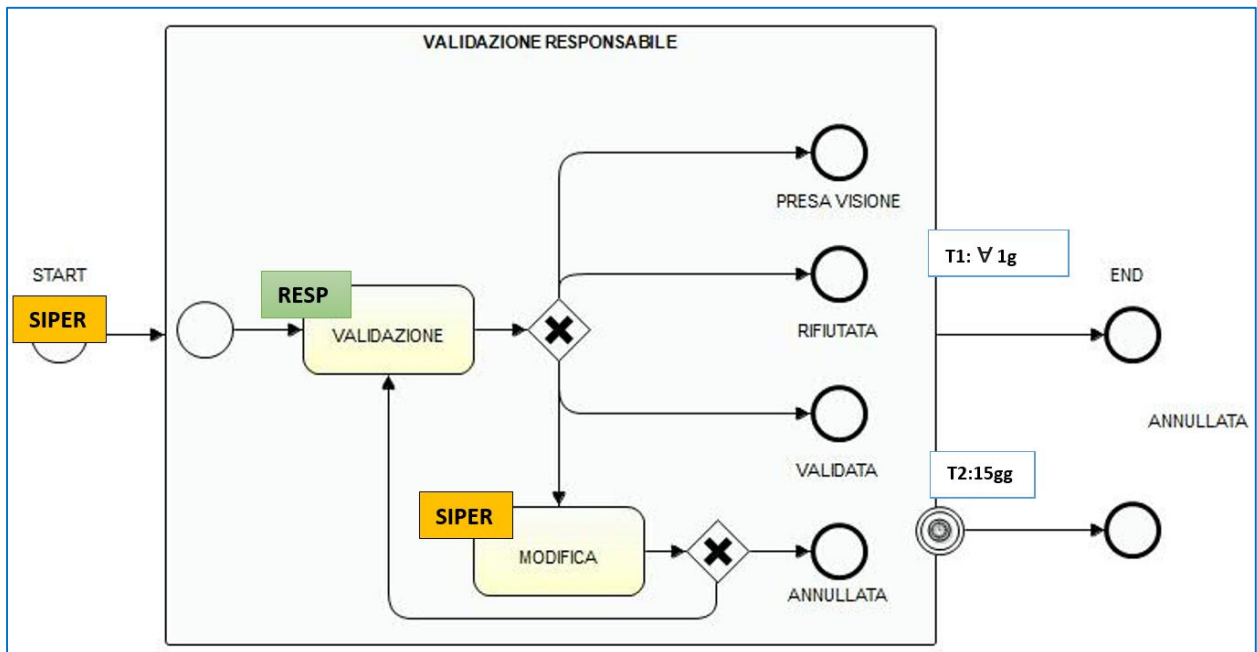 VALIDAZIONE RESPONSABILE
PRESA VISIONE
T1: ∀ 1g
START
END
RESP
SIPER
VALIDAZIONE
RIFIUTATA
ANNULLATA
VALIDATA
T2:15gg
SIPER
MODIFICA
ANNULLATA